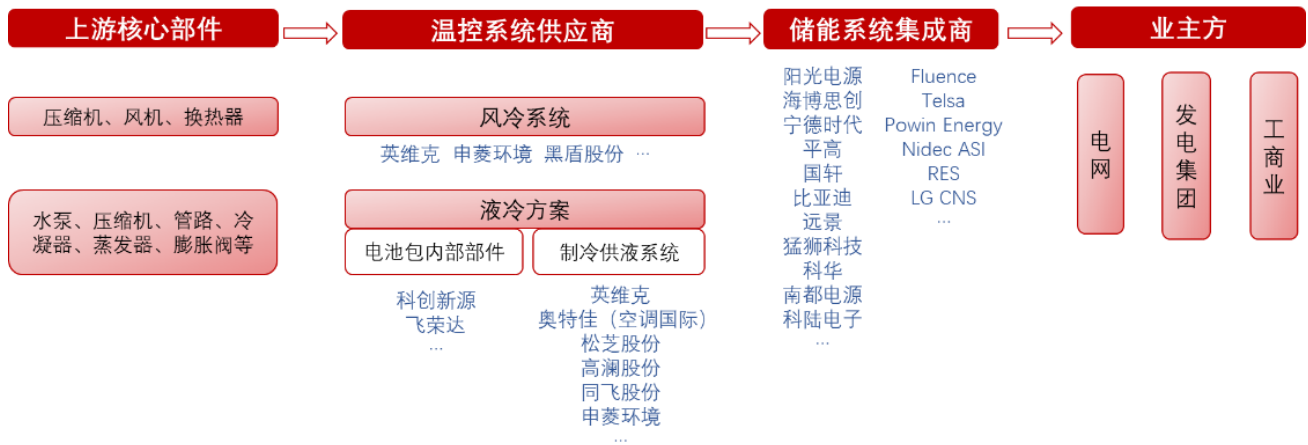 上游核心部件
温控系统供应商
储能系统集成商
业主方
压缩机、风机、换热器
水泵、压缩机、管路、冷
凝器、蒸发器、膨胀阀等
风冷系统
英维克 申菱环境 黑盾股份 ...
液冷方案
电池包内部部件
制冷供液系统
科创新源
飞荣达
...
英维克
奥特佳（空调国际）
松芝股份
高澜股份
同飞股份
申菱环境
...
阳光电源
海博思创
宁德时代
平高
国轩
比亚迪
远景
猛狮科技
科华
南都电源
科陆电子
...
Fluence
Telsa
Powin Energy
Nidec ASI
RES
LG CNS
...
电网
发电集团
工商业